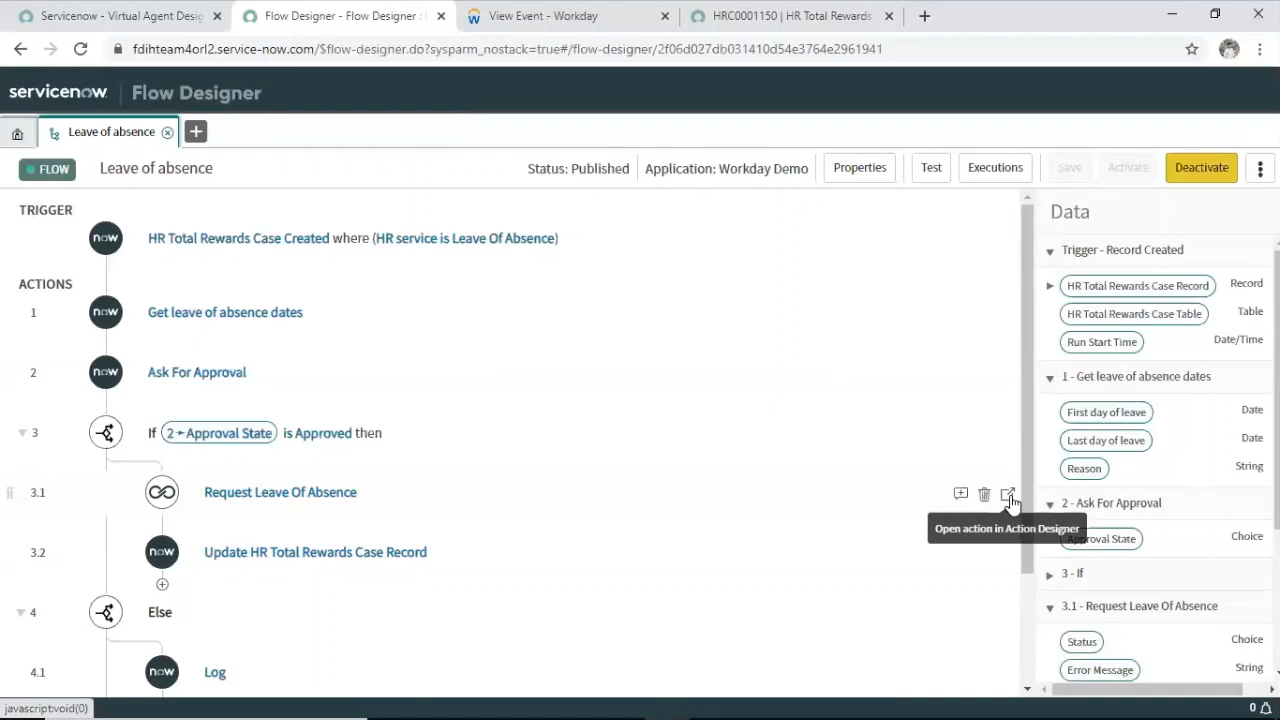 Servicenow - Virtual Agent Desig
Flow Designer - Flow Designer :
View Event - Workday
HRC0001150 | HR Total Rewards
fdihteam4orl2.service-now.com/$flow-designer.do?sysparm_nostack=true#/flow-designer/2f06d027db031410d54e3764e2961941
servicenow
Flow Designer
Leave of absence
FLOW
Leave of absence
Status: Published
Application: Workday Demo
Properties
Test
Executions
Save
Activate
Deactivate
TRIGGER
now HR Total Rewards Case Created where (HR service is Leave Of Absence)
ACTIONS
1 now Get leave of absence dates
2 now Ask For Approval
3 If 2➛Approval State is Approved then
3.1 Request Leave Of Absence
Open action in Action Designer
3.2 now Update HR Total Rewards Case Record
4 Else
4.1 now Log
Data
Trigger - Record Created
HR Total Rewards Case Record Record
HR Total Rewards Case Table Table
Run Start Time Date/Time
1 - Get leave of absence dates
First day of leave Date
Last day of leave Date
Reason String
2 - Ask For Approval
Approval State Choice
3 - If
3.1 - Request Leave Of Absence
Status Choice
Error Message String
javascript:void(0)
0